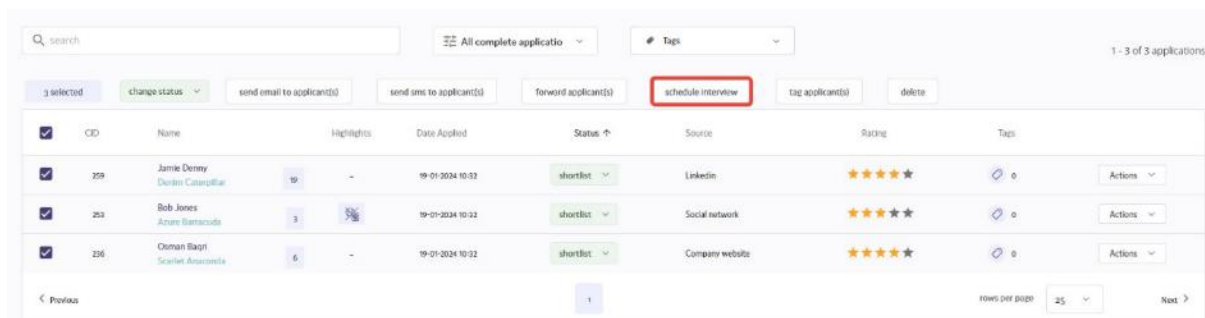 search All complete applicatio Tags
1 - 3 of 3 applications
3 selected change status send email to applicant(s) send sms to applicant(s) forword applicant(s) schedule interview tag applicant(s) delete
CID Name Highlights Date Applied Status ↑ Source Rating Tags
259 Jamie Denny 19 - 19-01-2024 10:32 shortlist Linkedin 0 Actions
Denim Caterpillar
253 Bob Jones 3 19-01-2024 10:32 shortlist Social network 0 Actions
Azure Barracuda
236 Osman Baqri 6 - 19-01-2024 10:32 shortlist Company website 0 Actions
Scarlet Anaconda
< Previous 1 rows per page 25 Next >